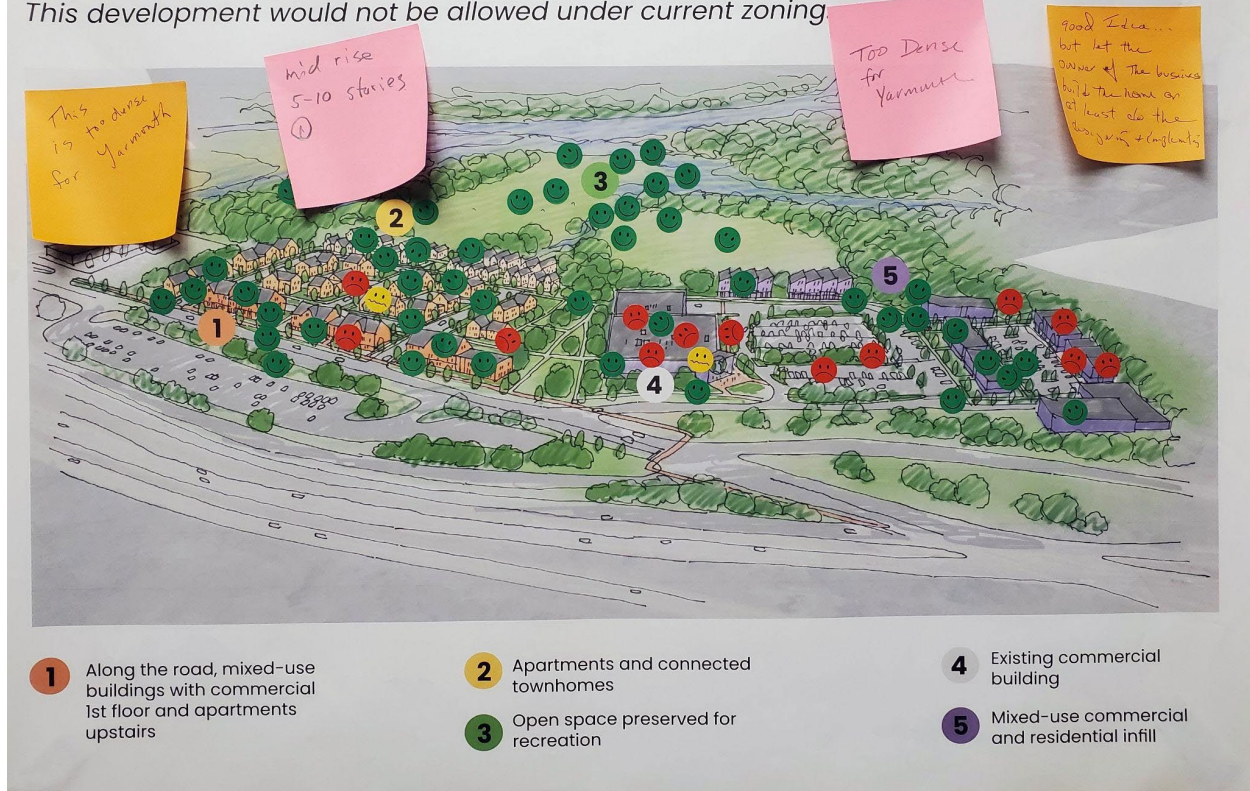 This development would not be allowed under current zoning.
This
is too dense
for Yarmouth
mid rise
5-10 stories
Too Dense
for
Yarmouth
good Idea...
but let the
owner of the business
build the home or
at least do the
designing +
2
3
5
1
4
1 Along the road, mixed-use
buildings with commercial
1st floor and apartments
upstairs
2 Apartments and connected
townhomes
3 Open space preserved for
recreation
4 Existing commercial
building
5 Mixed-use commercial
and residential infill